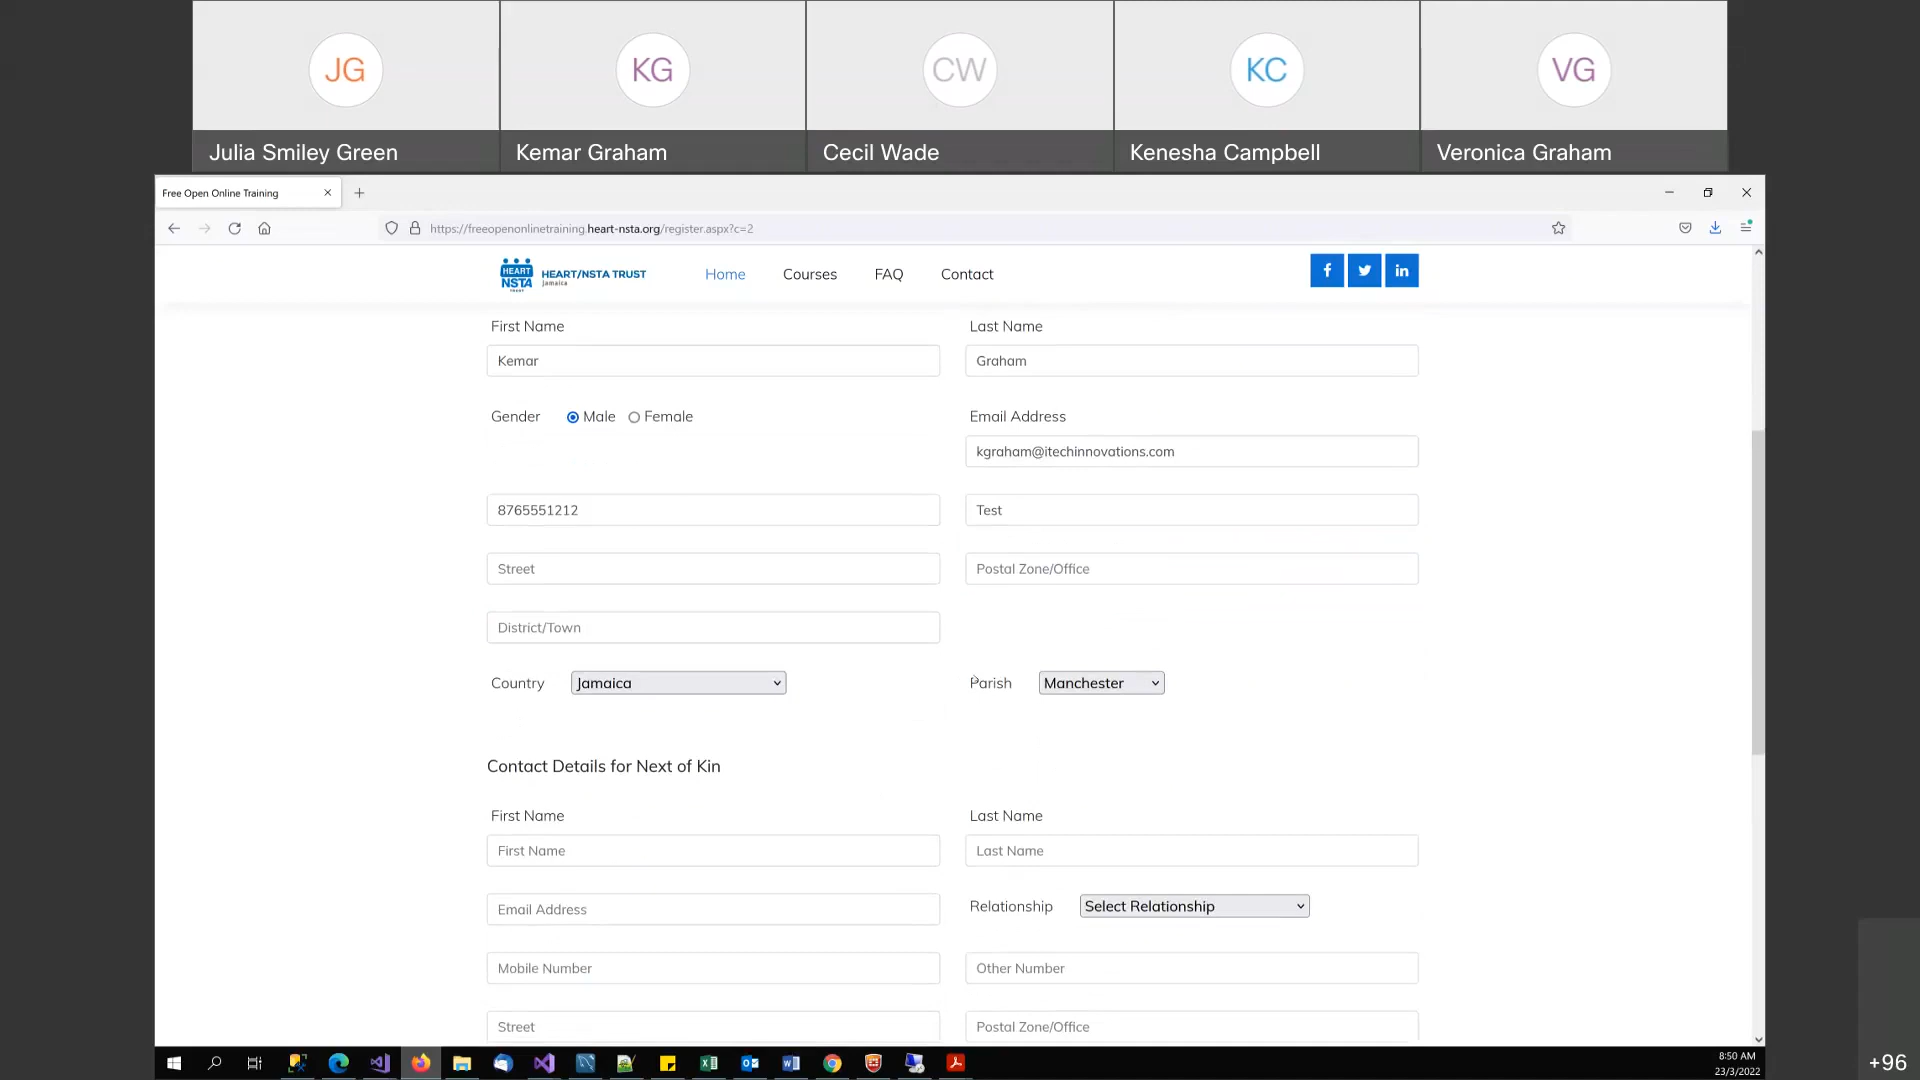 JG
KG
CW
KC
VG
Julia Smiley Green
Kemar Graham
Cecil Wade
Kenesha Campbell
Veronica Graham
Free Open Online Training
https://freeopenonlinetraining.heart-nsta.org/register.aspx?c=2
HEART
NSTA
TRUST
HEART/NSTA TRUST
Jamaica
Home
Courses
FAQ
Contact
First Name
Last Name
Kemar
Graham
Gender
Male
Female
Email Address
kgraham@itechinnovations.com
8765551212
Test
Street
Postal Zone/Office
District/Town
Country
Jamaica
Parish
Manchester
Contact Details for Next of Kin
First Name
Last Name
First Name
Last Name
Email Address
Relationship
Select Relationship
Mobile Number
Other Number
Street
Postal Zone/Office
8:50 AM
23/3/2022
+96